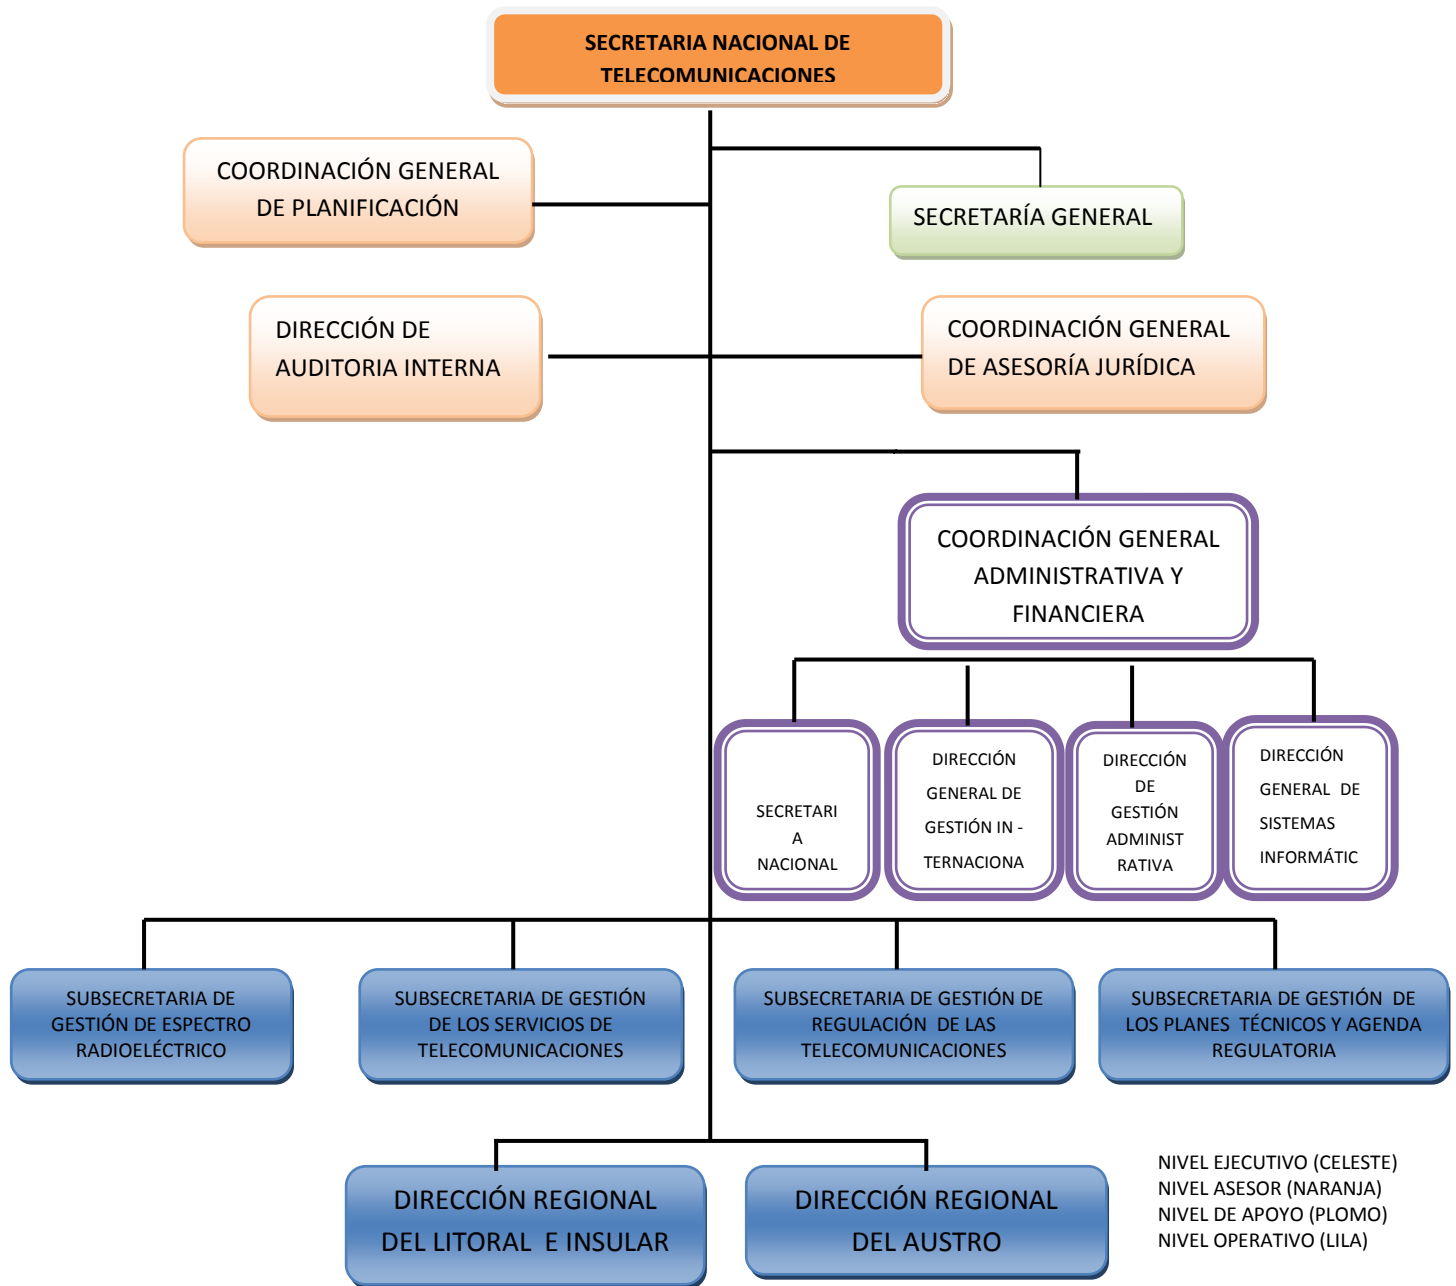 SECRETARIA NACIONAL DE
TELECOMUNICACIONES
COORDINACIÓN GENERAL
DE PLANIFICACIÓN
SECRETARÍA GENERAL
DIRECCIÓN DE
AUDITORIA INTERNA
COORDINACIÓN GENERAL
DE ASESORÍA JURÍDICA
COORDINACIÓN GENERAL
ADMINISTRATIVA Y
FINANCIERA
SECRETARI
A
NACIONAL
DIRECCIÓN
GENERAL DE
GESTIÓN IN -
TERNACIONA
DIRECCIÓN
DE
GESTIÓN
ADMINIST
RATIVA
DIRECCIÓN
GENERAL DE
SISTEMAS
INFORMÁTIC
SUBSECRETARIA DE
GESTIÓN DE ESPECTRO
RADIOELÉCTRICO
SUBSECRETARIA DE GESTIÓN
DE LOS SERVICIOS DE
TELECOMUNICACIONES
SUBSECRETARIA DE GESTIÓN DE
REGULACIÓN DE LAS
TELECOMUNICACIONES
SUBSECRETARIA DE GESTIÓN DE
LOS PLANES TÉCNICOS Y AGENDA
REGULATORIA
DIRECCIÓN REGIONAL
DEL LITORAL E INSULAR
DIRECCIÓN REGIONAL
DEL AUSTRO
NIVEL EJECUTIVO (CELESTE)
NIVEL ASESOR (NARANJA)
NIVEL DE APOYO (PLOMO)
NIVEL OPERATIVO (LILA)